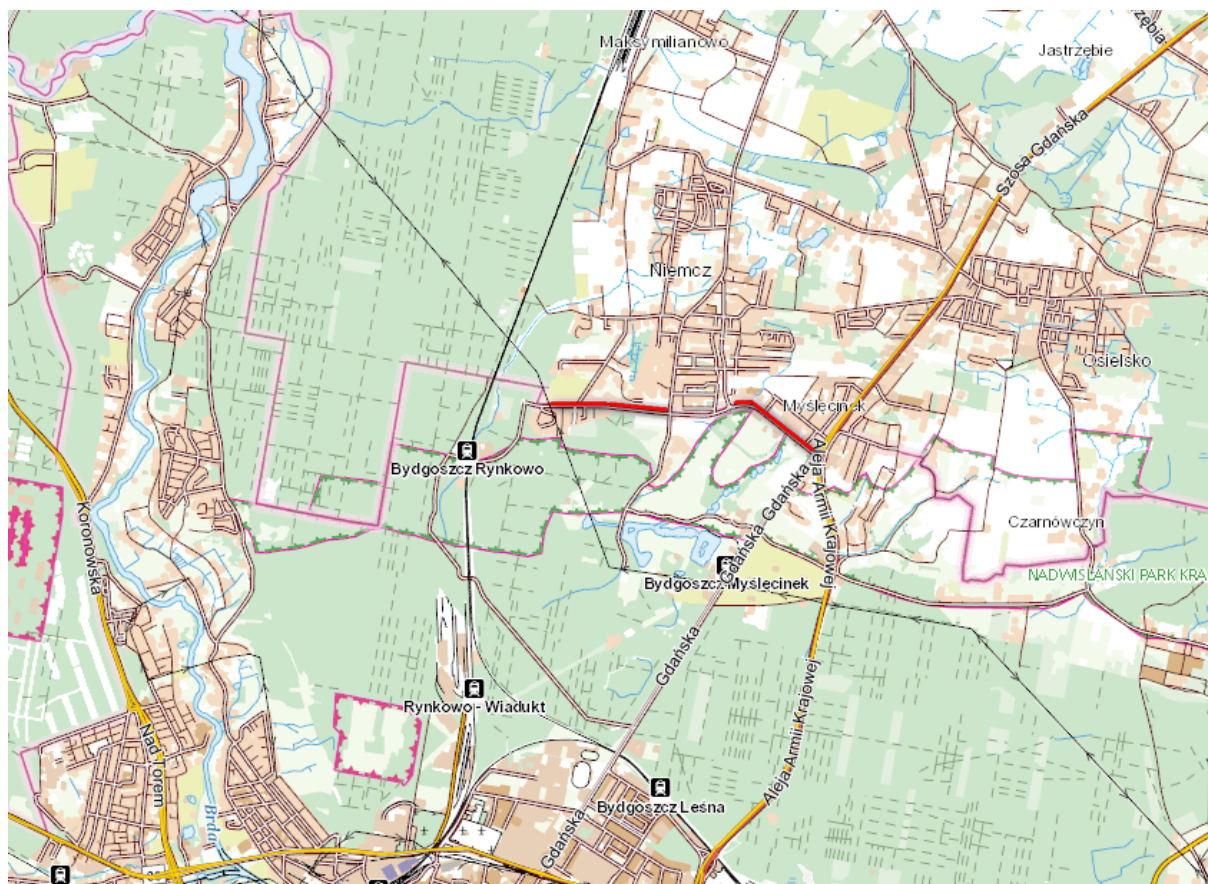 Maksymilianowo
Jastrzębie
Szosa Gdańska
Niemcz
Osielsko
Myślęcinek
Bydgoszcz Rynkowo
Aleja Armii Krajowej
Gdańska
Gdańska
Koronowska
Czarnówczyn
NADWIŚLAŃSKI PARK KRA
Bydgoszcz Myślęcinek
Gdańska
Rynkowo - Wiadukt
Aleja Armii Krajowej
Nad Torem
Bydgoszcz Leśna
Brda
Gdańska